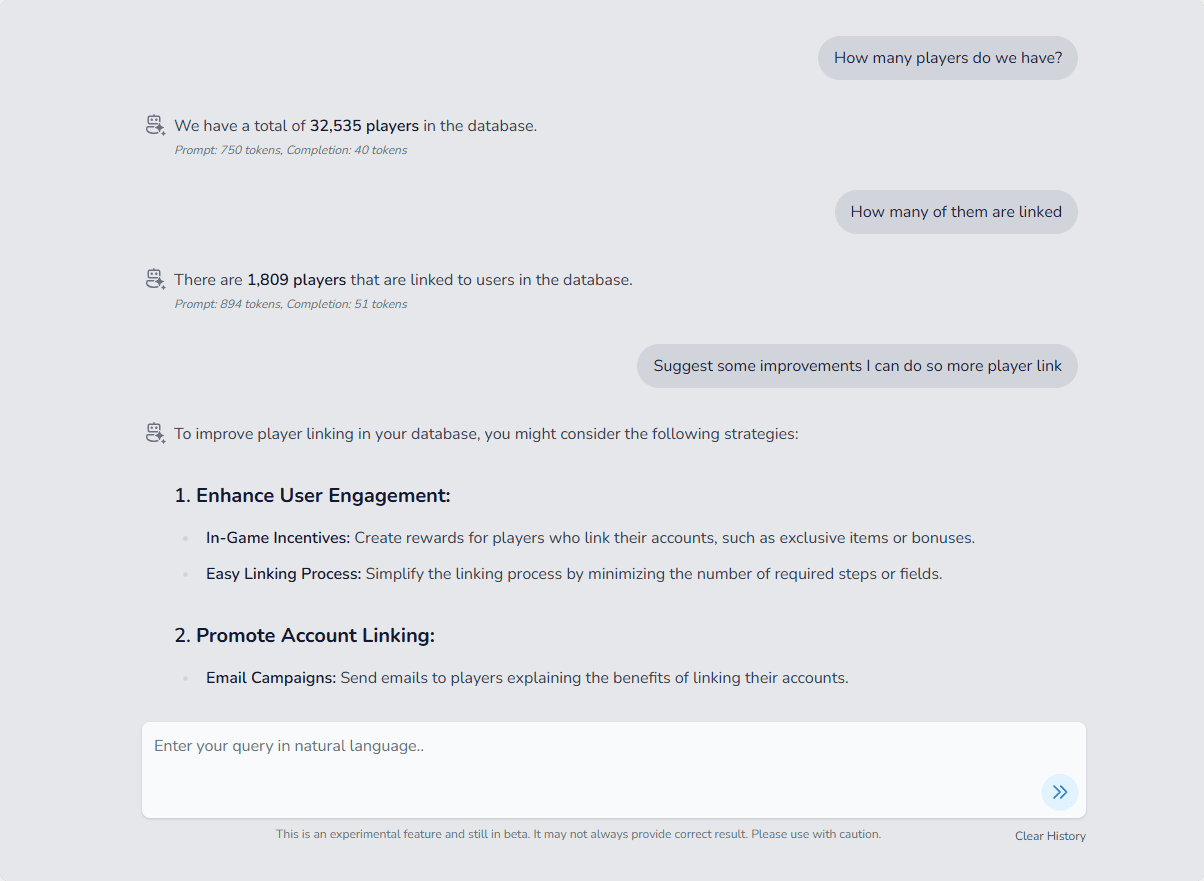 How many players do we have?
We have a total of 32,535 players in the database.
Prompt: 750 tokens, Completion: 40 tokens
How many of them are linked
There are 1,809 players that are linked to users in the database.
Prompt: 894 tokens, Completion: 51 tokens
Suggest some improvements I can do so more player link
To improve player linking in your database, you might consider the following strategies:
1. Enhance User Engagement:
In-Game Incentives: Create rewards for players who link their accounts, such as exclusive items or bonuses.
Easy Linking Process: Simplify the linking process by minimizing the number of required steps or fields.
2. Promote Account Linking:
Email Campaigns: Send emails to players explaining the benefits of linking their accounts.
Enter your query in natural language..
This is an experimental feature and still in beta. It may not always provide correct result. Please use with caution.
Clear History